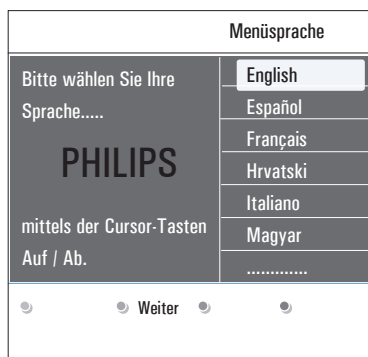 Menüsprache
Bitte wählen Sie Ihre
Sprache.....
PHILIPS
mittels der Cursor-Tasten
Auf / Ab.
English
Español
Français
Hrvatski
Italiano
Magyar
.............
Weiter